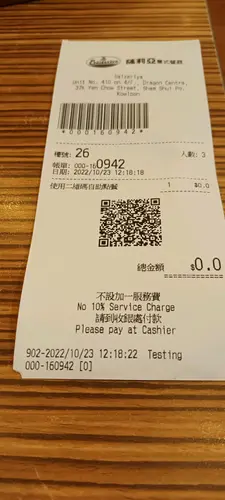 Saizeriya
薩利亞意式餐廳
Saizeriya
Unit No. 410 on 4/F., Dragon Centre,
37K Yen Chow Street, Sham Shui Po,
Kowloon
*000160942*
檯號: 26
人數: 3
帳單: 000-160942
日期: 2022/10/23 12:18:18
使用二維碼自助點餐 1 $0.0
總金額 $0.0
不設加一服務費
No 10% Service Charge
請到收銀處付款
Please pay at Cashier
902-2022/10/23 12:18:22 Testing
000-160942 [0]